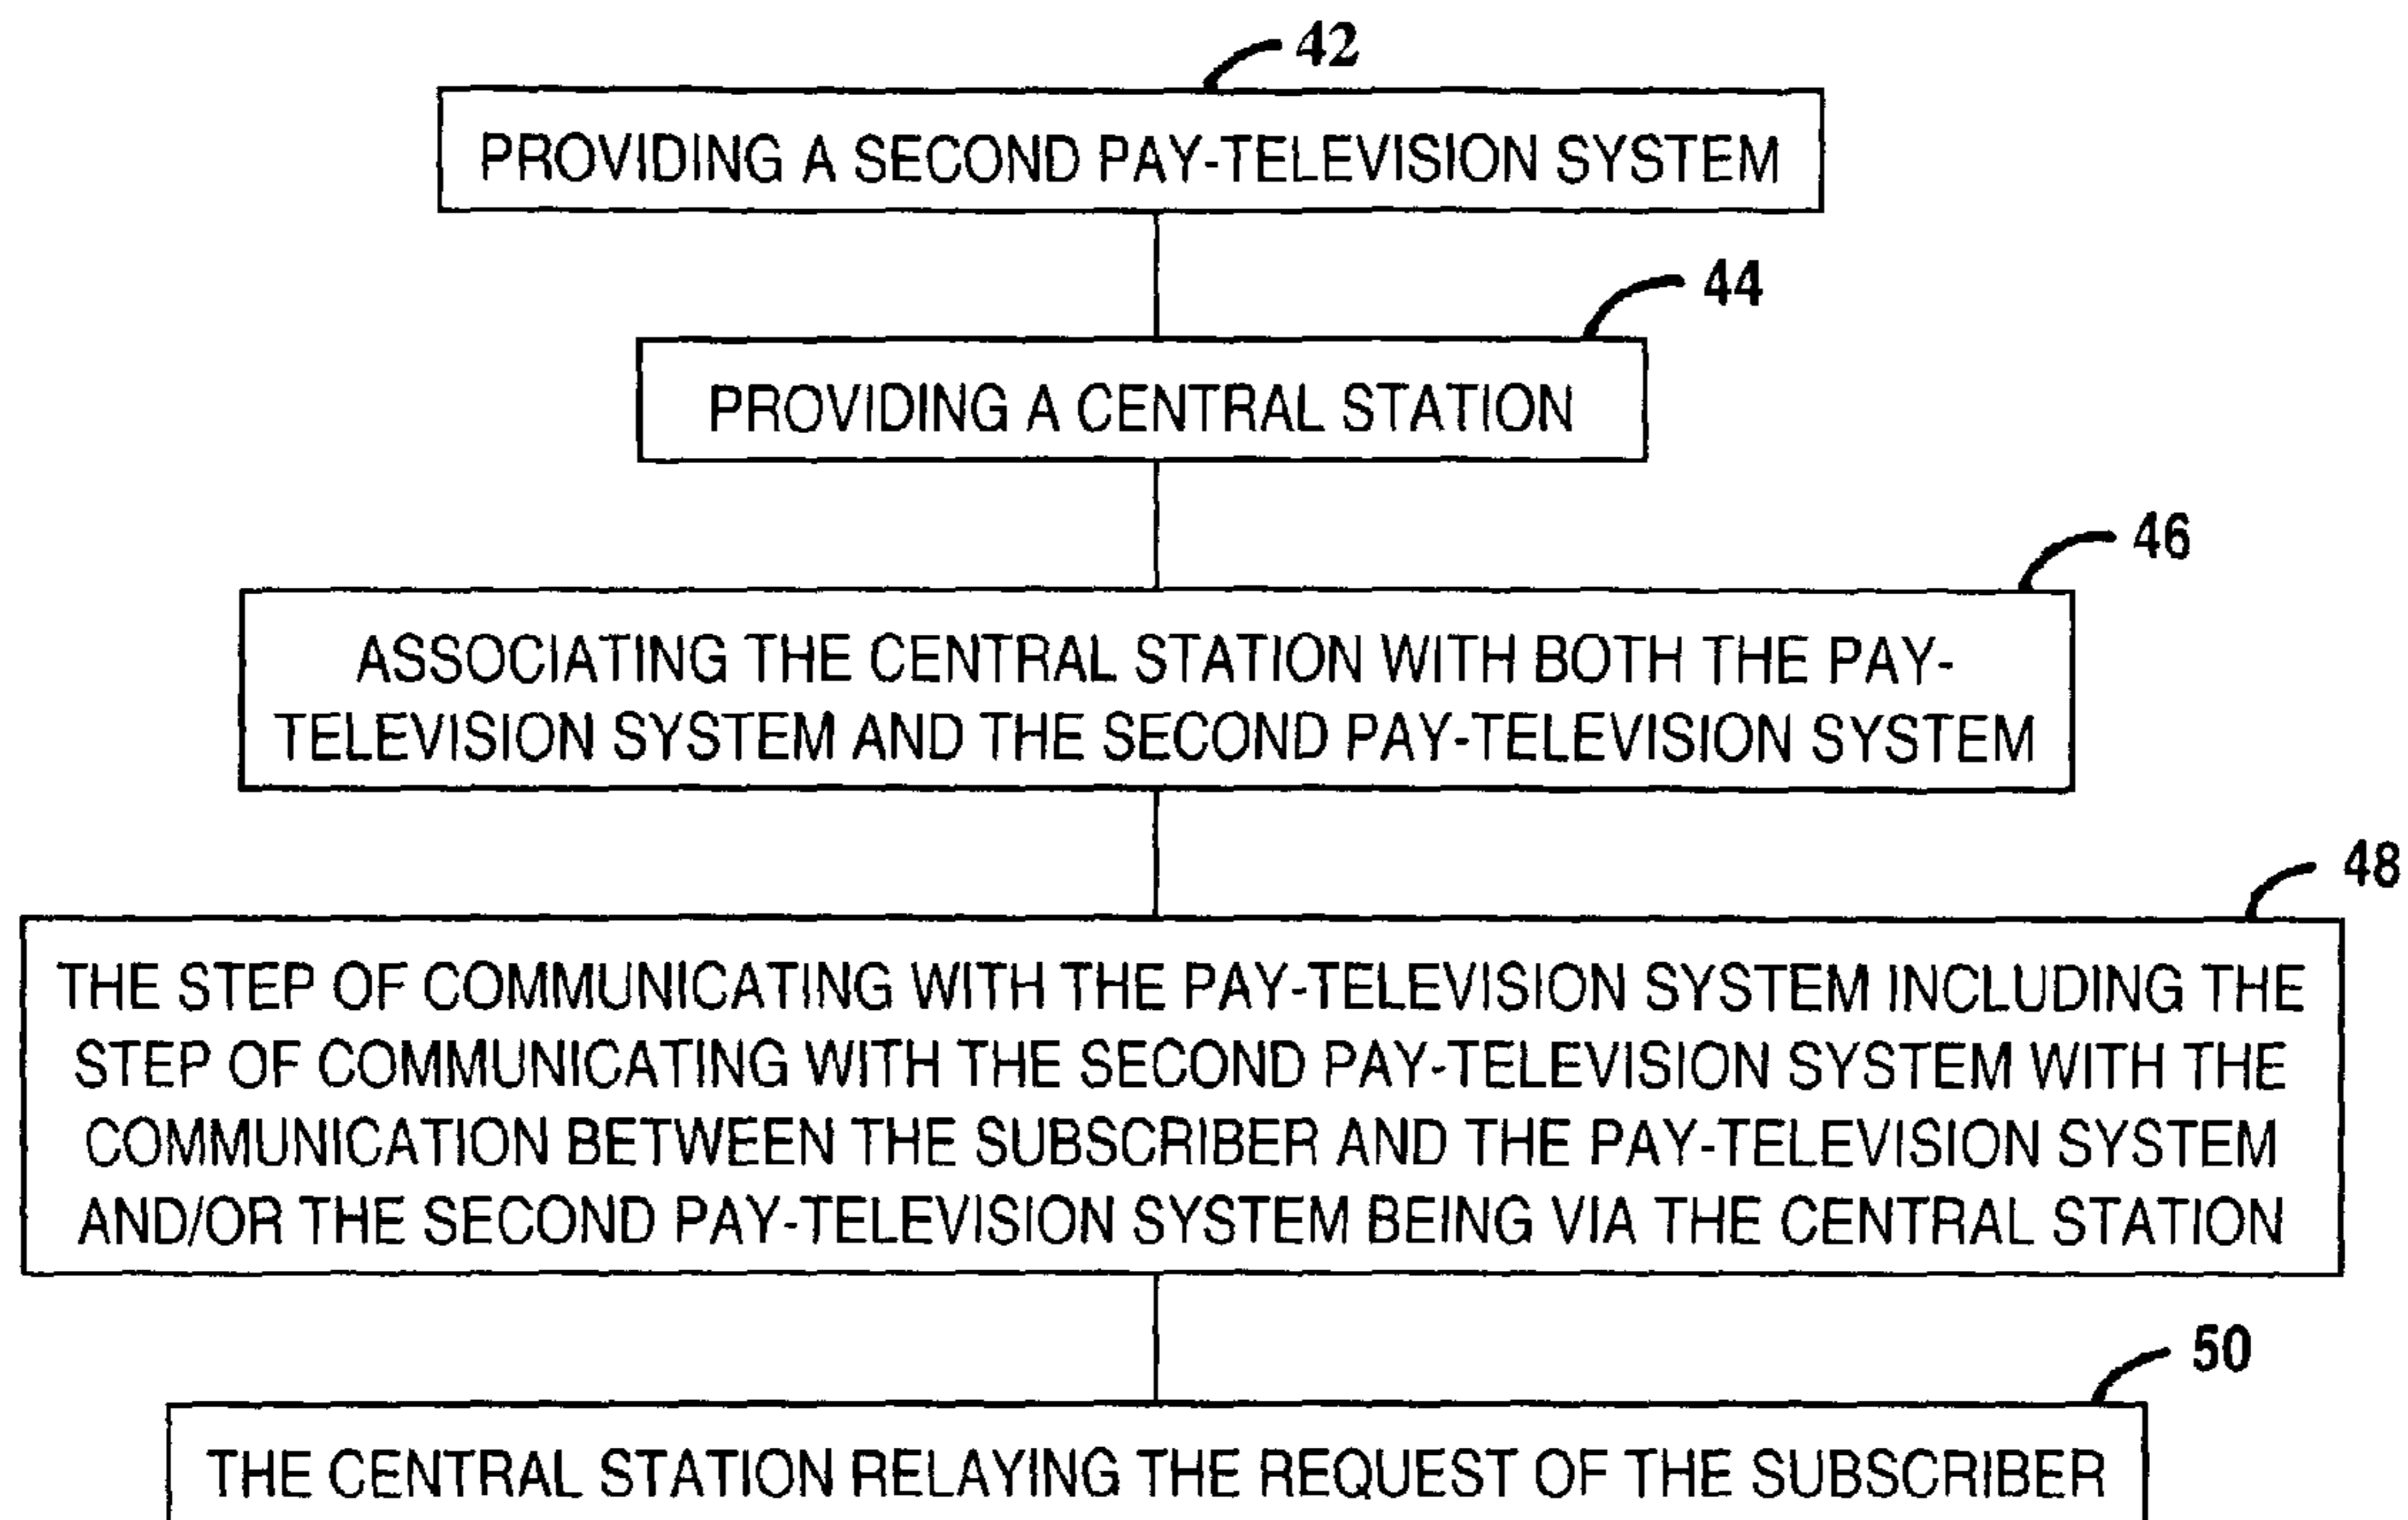 42
PROVIDING A SECOND PAY-TELEVISION SYSTEM
44
PROVIDING A CENTRAL STATION
46
ASSOCIATING THE CENTRAL STATION WITH BOTH THE PAY-
TELEVISION SYSTEM AND THE SECOND PAY-TELEVISION SYSTEM
48
THE STEP OF COMMUNICATING WITH THE PAY-TELEVISION SYSTEM INCLUDING THE
STEP OF COMMUNICATING WITH THE SECOND PAY-TELEVISION SYSTEM WITH THE
COMMUNICATION BETWEEN THE SUBSCRIBER AND THE PAY-TELEVISION SYSTEM
AND/OR THE SECOND PAY-TELEVISION SYSTEM BEING VIA THE CENTRAL STATION
50
THE CENTRAL STATION RELAYING THE REQUEST OF THE SUBSCRIBER